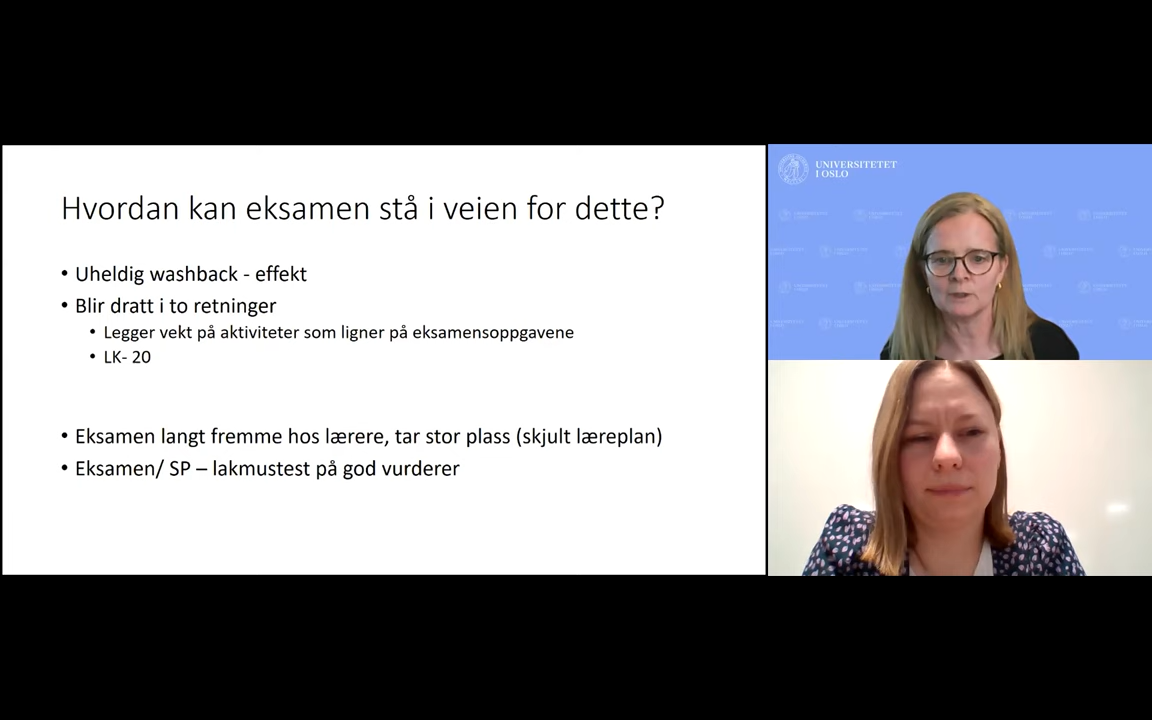 Hvordan kan eksamen stå i veien for dette?
• Uheldig washback - effekt
• Blir dratt i to retninger
• Legger vekt på aktiviteter som ligner på eksamensoppgavene
• LK- 20
• Eksamen langt fremme hos lærere, tar stor plass (skjult læreplan)
• Eksamen/ SP – lakmustest på god vurderer
UNIVERSITETET
I OSLO